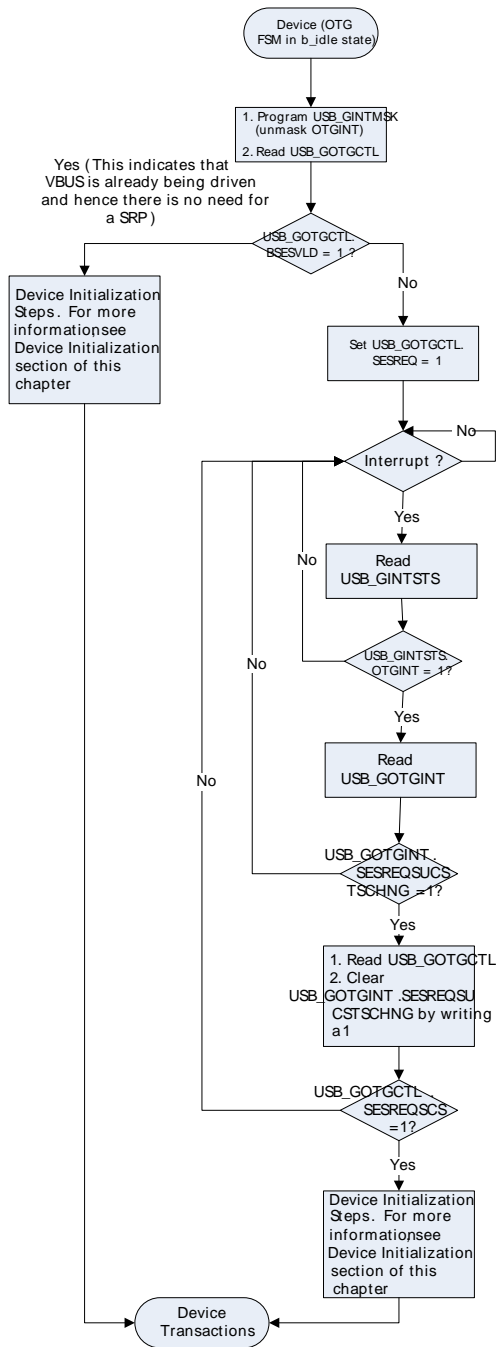 Device (OTG
FSM in b_idle state)
1. Program USB_GINTMSK
(unmask OTGINT)
2. Read USB_GOTGCTL
Yes (This indicates that
VBUS is already being driven
and hence there is no need for
a SRP)
USB_GOTGCTL.
BSESVLD = 1 ?
No
Device Initialization
Steps. For more
information, see
Device Initialization
section of this
chapter
Set USB_GOTGCTL.
SESREQ = 1
No
Interrupt ?
Yes
No
Read
USB_GINTSTS
USB_GINTSTS.
OTGINT = 1?
No
Yes
Read
USB_GOTGINT
No
USB_GOTGINT .
SESREQSUCS
TSCHNG =1?
Yes
1. Read USB_GOTGCTL
2. Clear
USB_GOTGINT .SESREQSU
CSTSCHNG by writing
a 1
USB_GOTGCTL .
SESREQSCS
=1?
Yes
Device Initialization
Steps. For more
information, see
Device Initialization
section of this
chapter
Device
Transactions